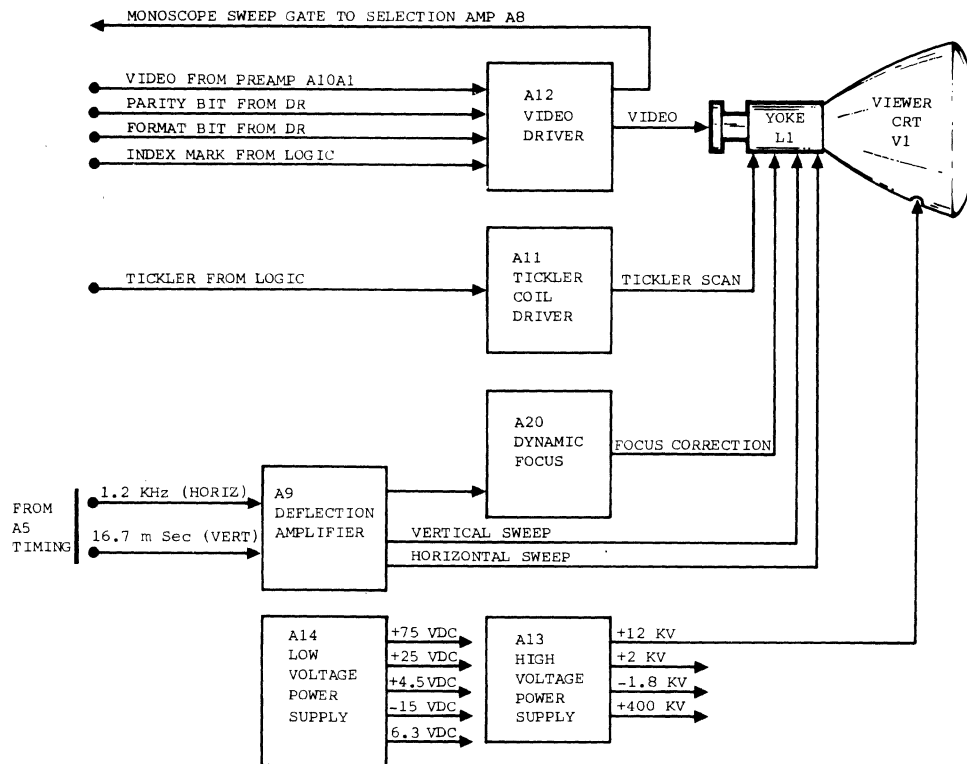 MONOSCOPE SWEEP GATE TO SELECTION AMP A8
VIDEO FROM PREAMP A10A1
PARITY BIT FROM DR
FORMAT BIT FROM DR
INDEX MARK FROM LOGIC
A12
VIDEO
DRIVER
VIDEO
YOKE
L1
VIEWER
CRT
V1
TICKLER FROM LOGIC
A11
TICKLER
COIL
DRIVER
TICKLER SCAN
A20
DYNAMIC
FOCUS
FOCUS CORRECTION
FROM
A5
TIMING
1.2 KHz (HORIZ)
16.7 m Sec (VERT)
A9
DEFLECTION
AMPLIFIER
VERTICAL SWEEP
HORIZONTAL SWEEP
A14
LOW
VOLTAGE
POWER
SUPPLY
+75 VDC
+25 VDC
+4.5VDC
-15 VDC
6.3 VDC
A13
HIGH
VOLTAGE
POWER
SUPPLY
+12 KV
+2 KV
-1.8 KV
+400 KV